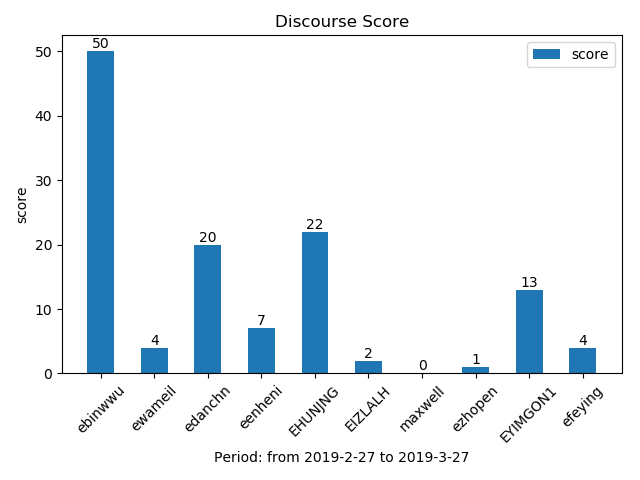 Discourse Score
score
50
40
30
20
10
0
score
50
4
20
7
22
2
0
1
13
4
ebinwwu
ewameil
edanchn
eenheni
EHUNJNG
EIZLALH
maxwell
ezhopen
EYIMGON1
efeying
Period: from 2019-2-27 to 2019-3-27